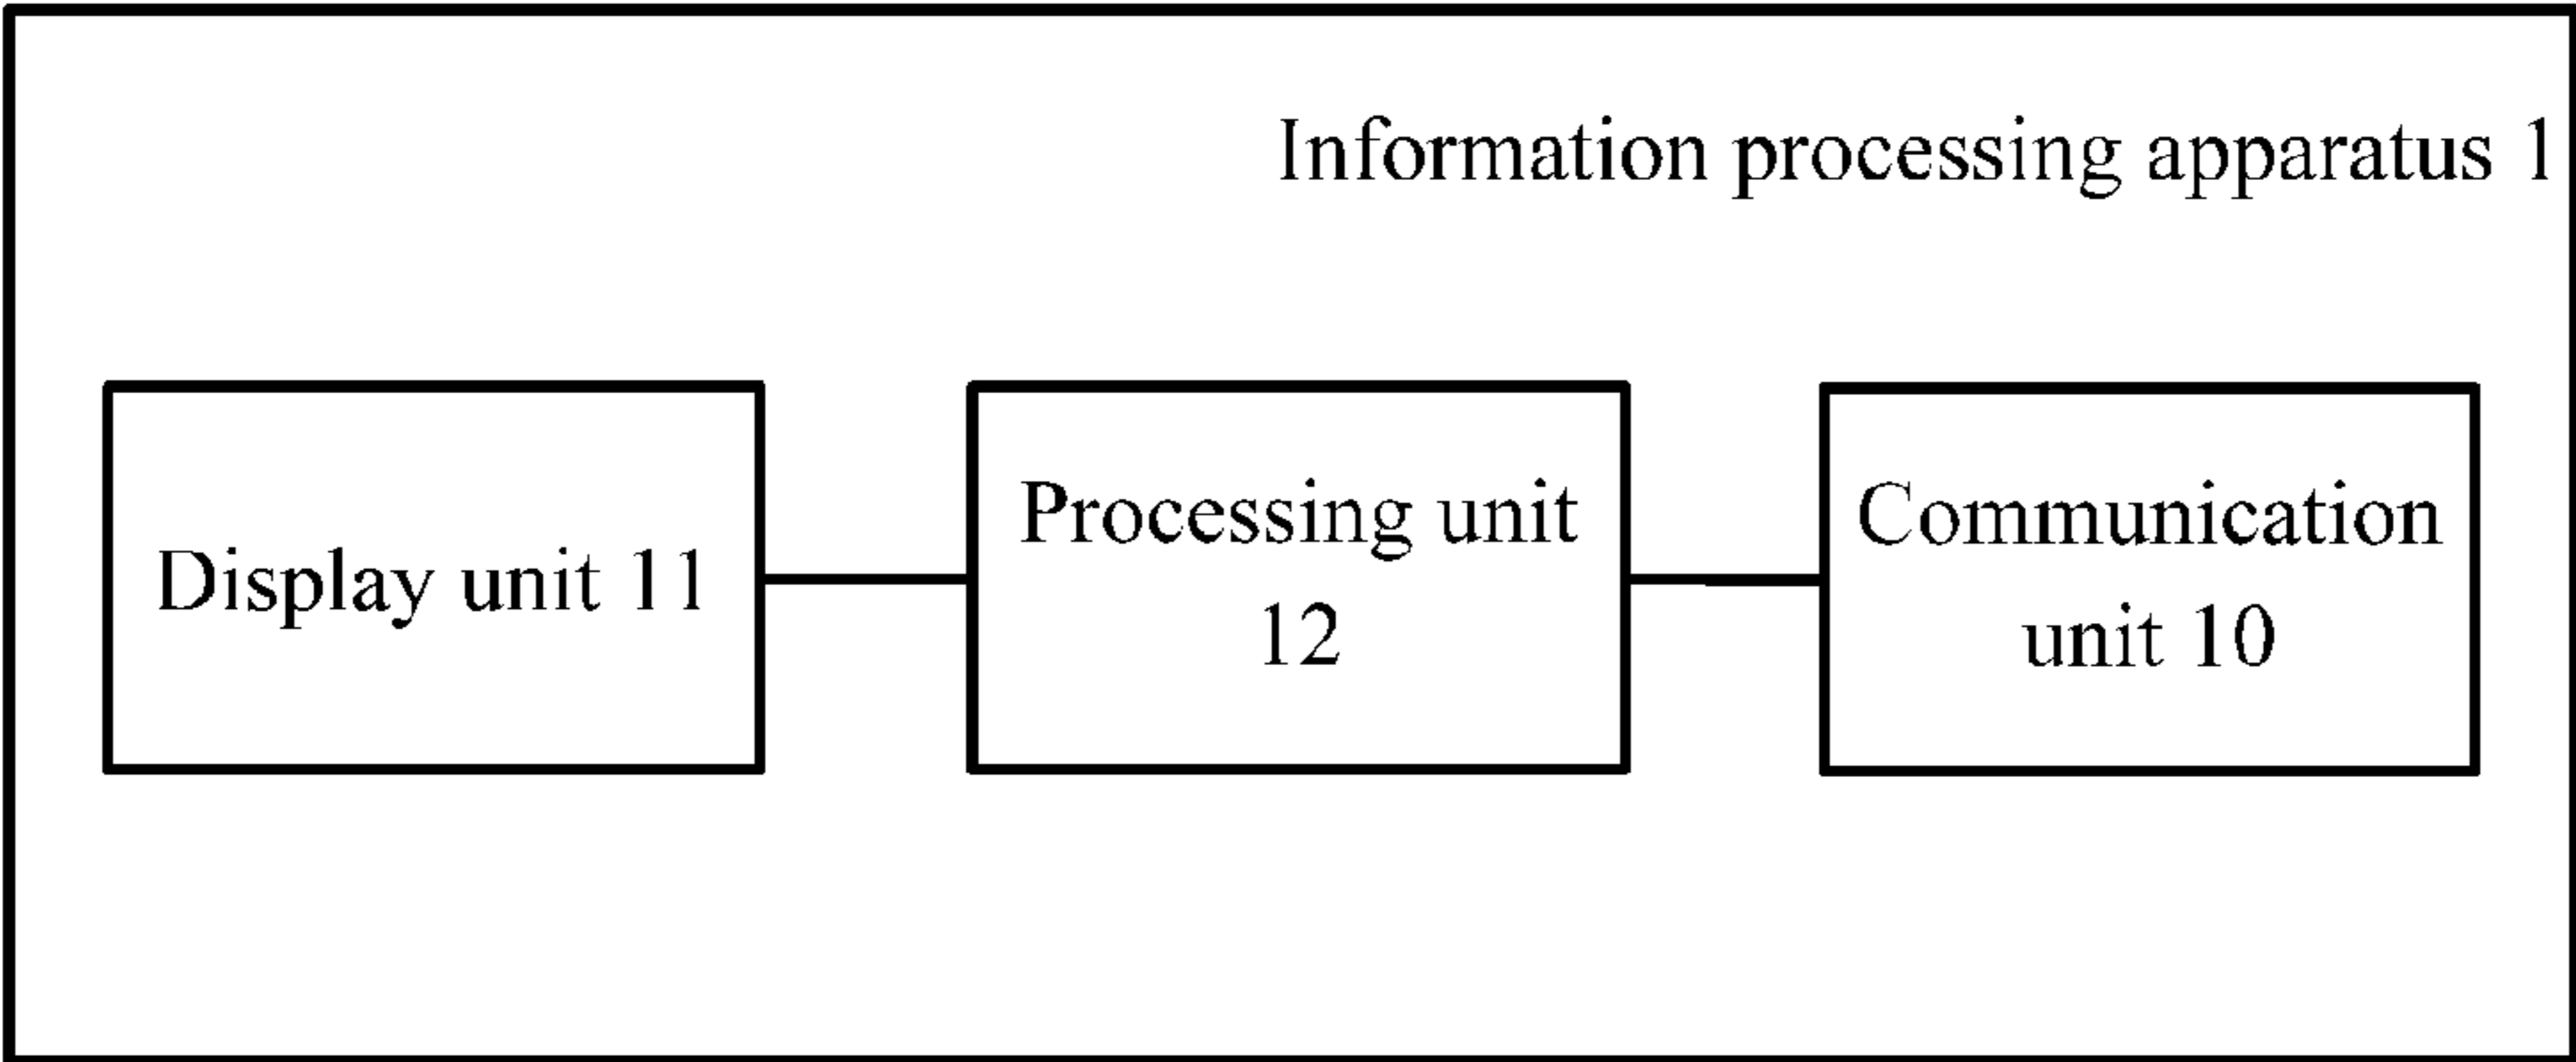 Information processing apparatus 1
Display unit 11
Processing unit
12
Communication
unit 10